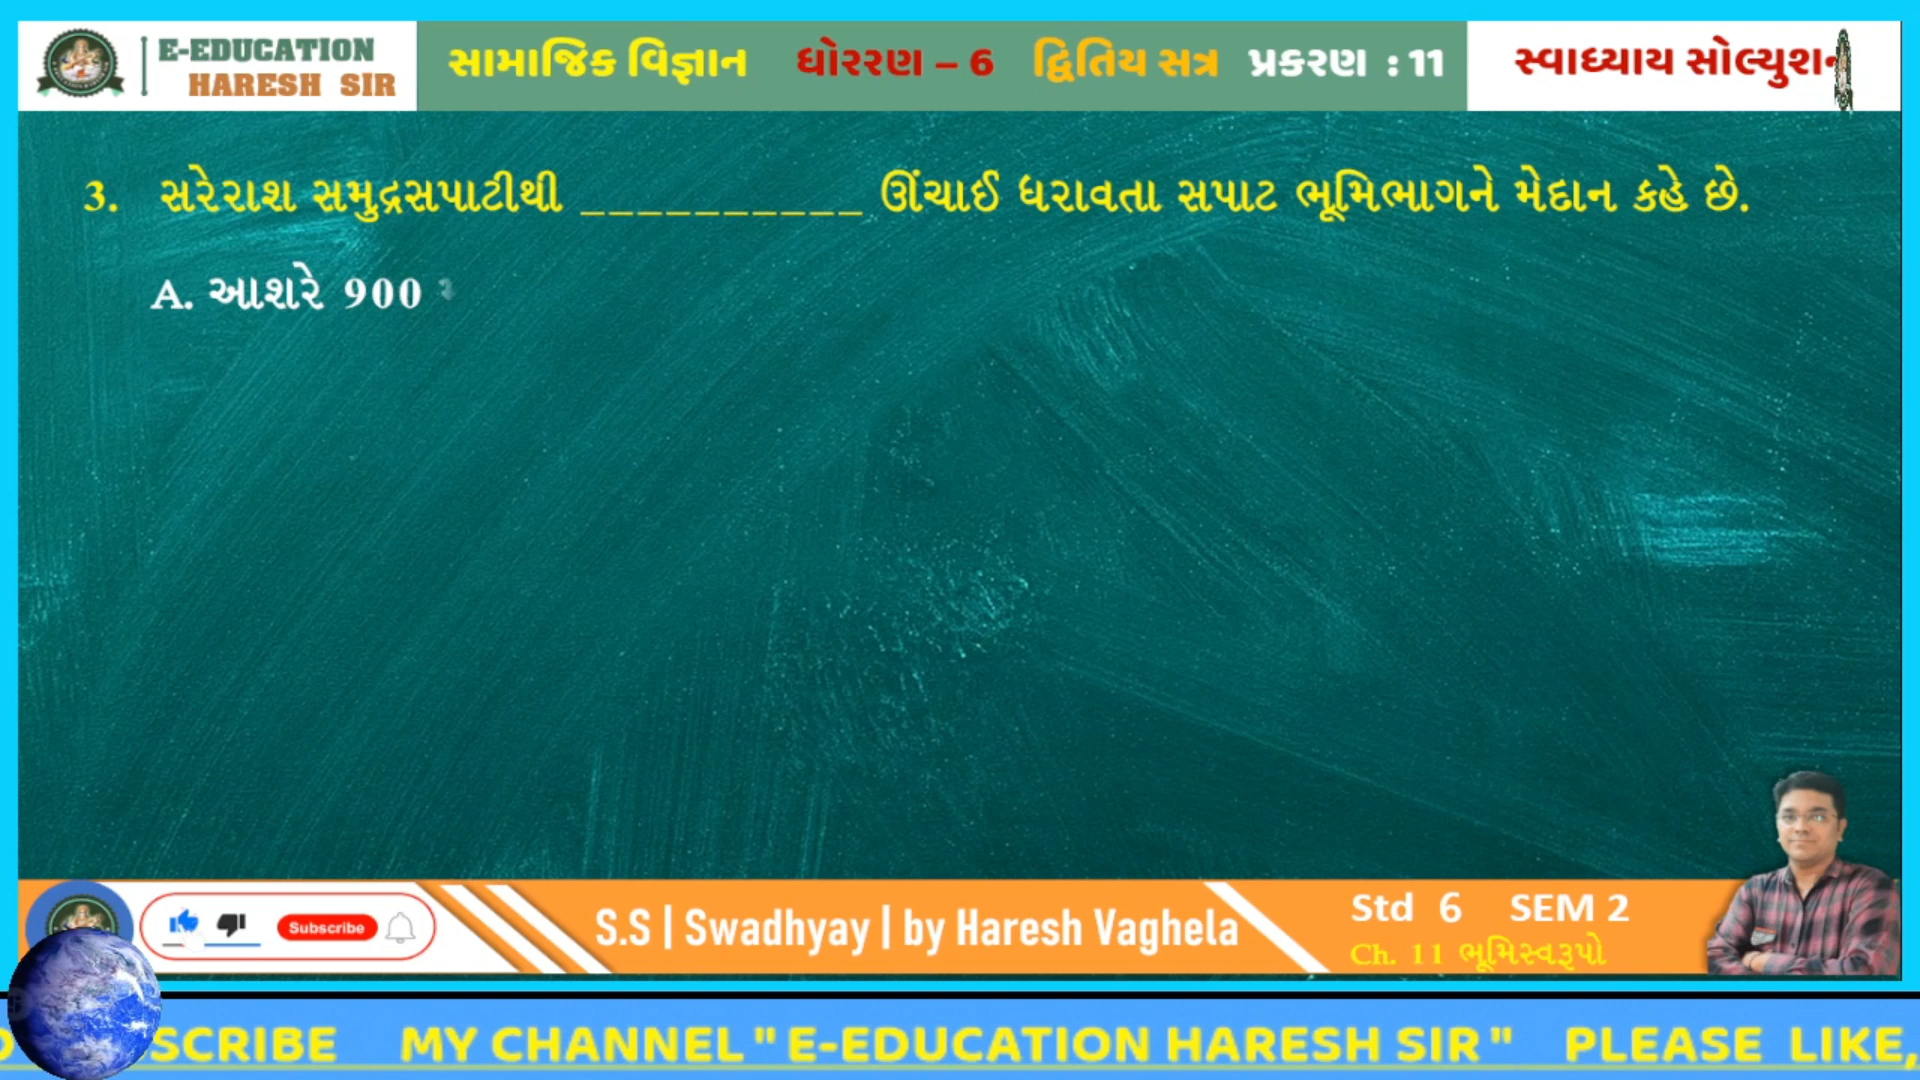 E-EDUCATION
HARESH SIR
સામાજિક વિજ્ઞાન ધોરરણ – 6 દ્વિતિય સત્ર પ્રકરણ : 11
સ્વાધ્યાય સોલ્યુશન
3. સરેરાશ સમુદ્રસપાટીથી __________ ઊંચાઈ ધરાવતા સપાટ ભૂમિભાગને મેદાન કહે છે.
A. આશરે 900
Subscribe
S.S | Swadhyay | by Haresh Vaghela
Std 6 SEM 2
Ch. 11 ભૂમિસ્વરૂપો
SCRIBE MY CHANNEL " E-EDUCATION HARESH SIR " PLEASE LIKE,